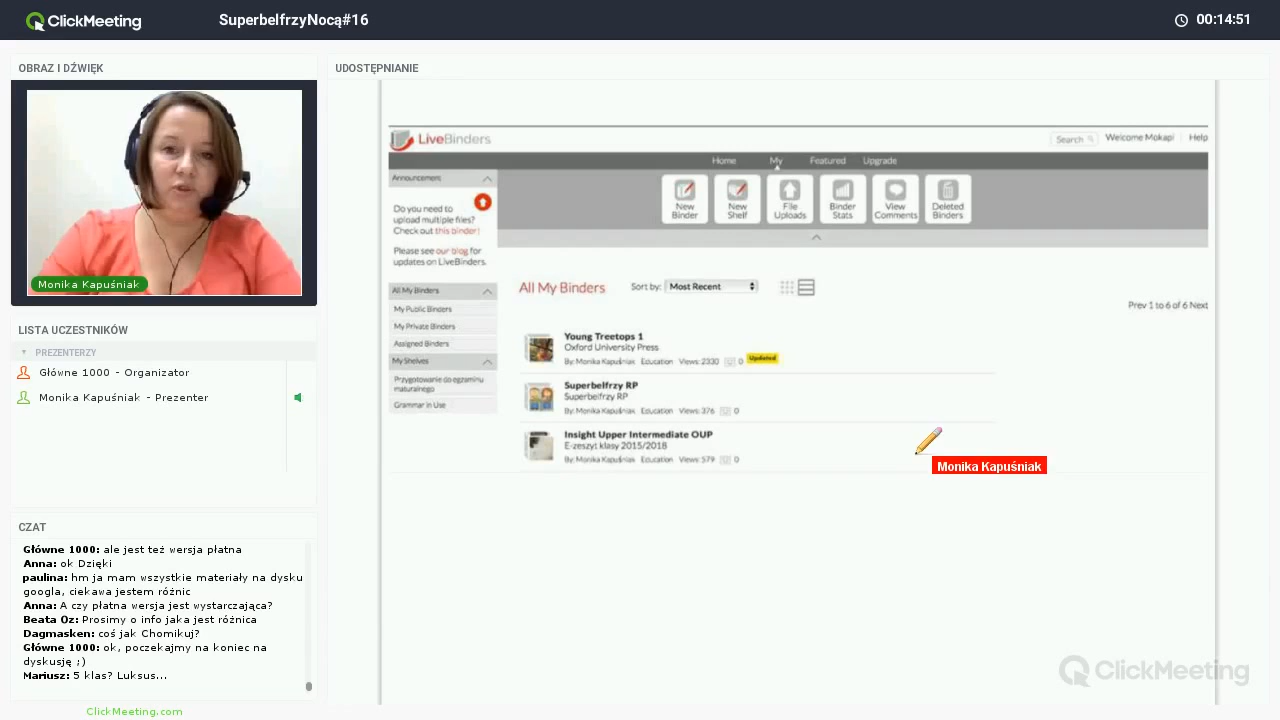 ClickMeeting
SuperbelfrzyNocą#16
00:14:51
OBRAZ I DŹWIĘK
Monika Kapuśniak
LISTA UCZESTNIKÓW
PREZENTERZY
Główne 1000 - Organizator
Monika Kapuśniak - Prezenter
CZAT
Główne 1000: ale jest też wersja płatna
Anna: ok Dzięki
paulina: hm ja mam wszystkie materiały na dysku
googla, ciekawa jestem różnic
Anna: A czy płatna wersja jest wystarczająca?
Beata Oz: Prosimy o info jaka jest różnica
Dagmasken: coś jak Chomikuj?
Główne 1000: ok, poczekajmy na koniec na
dyskusję ;)
Mariusz: 5 klas? Luksus...
ClickMeeting.com
UDOSTĘPNIANIE
LiveBinders
Search
Welcome Mokapi
Help
Home
My
Featured
Upgrade
Announcement
Do you need to
upload multiple files?
Check out this binder!
Please see our blog for
updates on LiveBinders.
New
Binder
New
Shelf
File
Uploads
Binder
Stats
View
Comments
Deleted
Binders
All My Binders
My Public Binders
My Private Binders
Assigned Binders
My Shelves
Przygotowanie do egzaminu
maturalnego
Grammar in Use
All My Binders
Sort by:
Most Recent
Prev 1 to 6 of 6 Next
Young Treetops 1
Oxford University Press
By: Monika Kapuśniak Education Views: 2330 0 Updated
Superbelfrzy RP
Superbelfrzy RP
By: Monika Kapuśniak Education Views: 376 0
Insight Upper Intermediate OUP
E-zeszyt klasy 2015/2018
By: Monika Kapuśniak Education Views: 579 0
Monika Kapuśniak
ClickMeeting